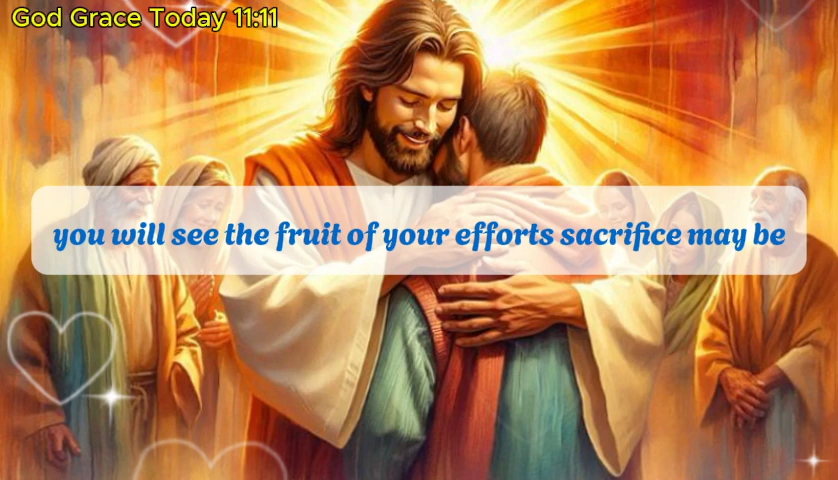 God Grace Today 11:11
you will see the fruit of your efforts sacrifice may be